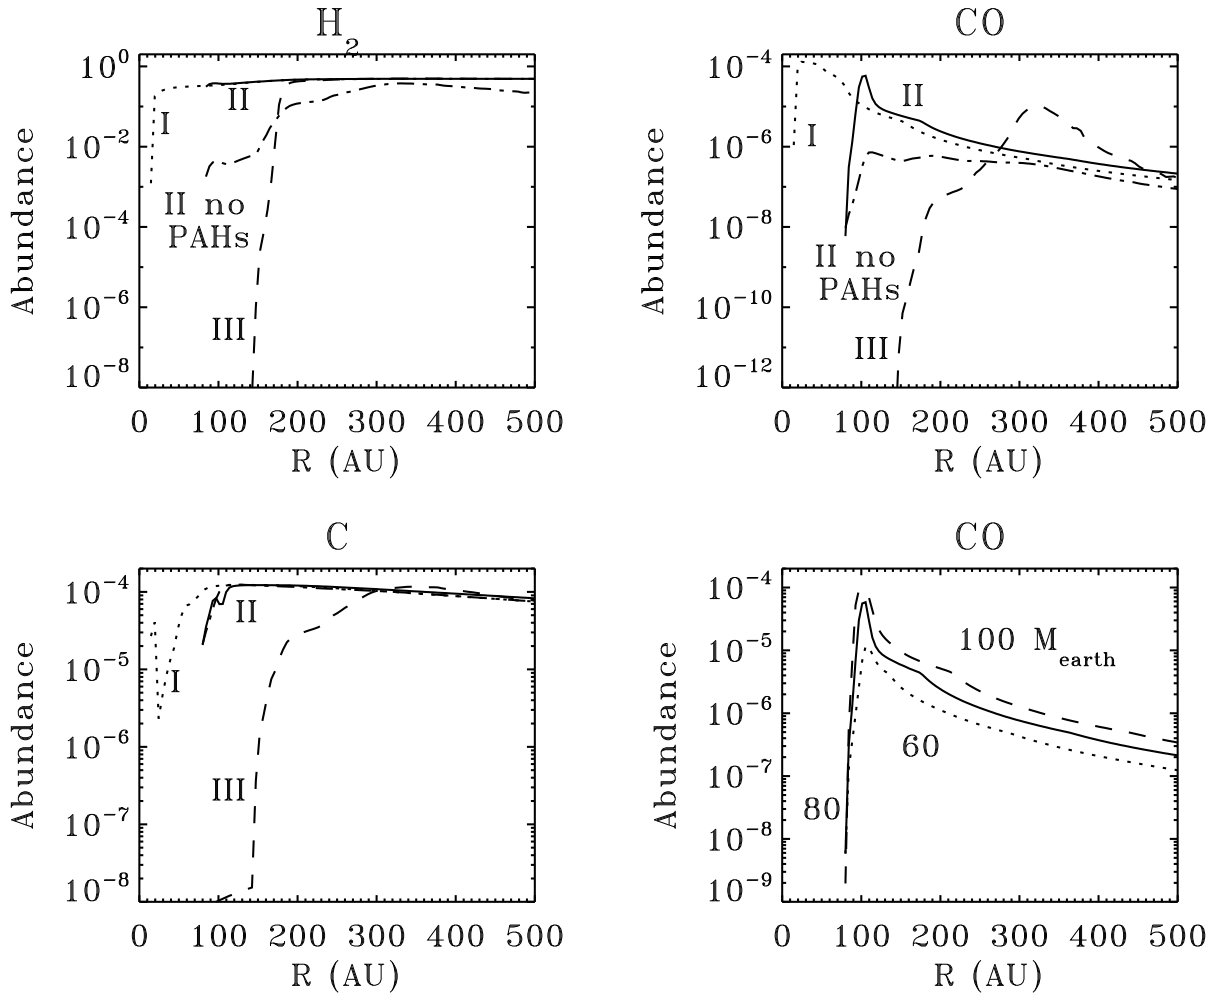 H₂
10⁰
10⁻²
10⁻⁴
10⁻⁶
10⁻⁸
Abundance
I
II
II no
PAHs
III
0 100 200 300 400 500
R (AU)
CO
10⁻⁴
10⁻⁶
10⁻⁸
10⁻¹⁰
10⁻¹²
Abundance
I
II
II no
PAHs
III
0 100 200 300 400 500
R (AU)
C
10⁻⁴
10⁻⁵
10⁻⁶
10⁻⁷
10⁻⁸
Abundance
II
I
III
0 100 200 300 400 500
R (AU)
CO
10⁻⁴
10⁻⁵
10⁻⁶
10⁻⁷
10⁻⁸
10⁻⁹
Abundance
100 Mₑₐᵣₜₕ
60
80
0 100 200 300 400 500
R (AU)